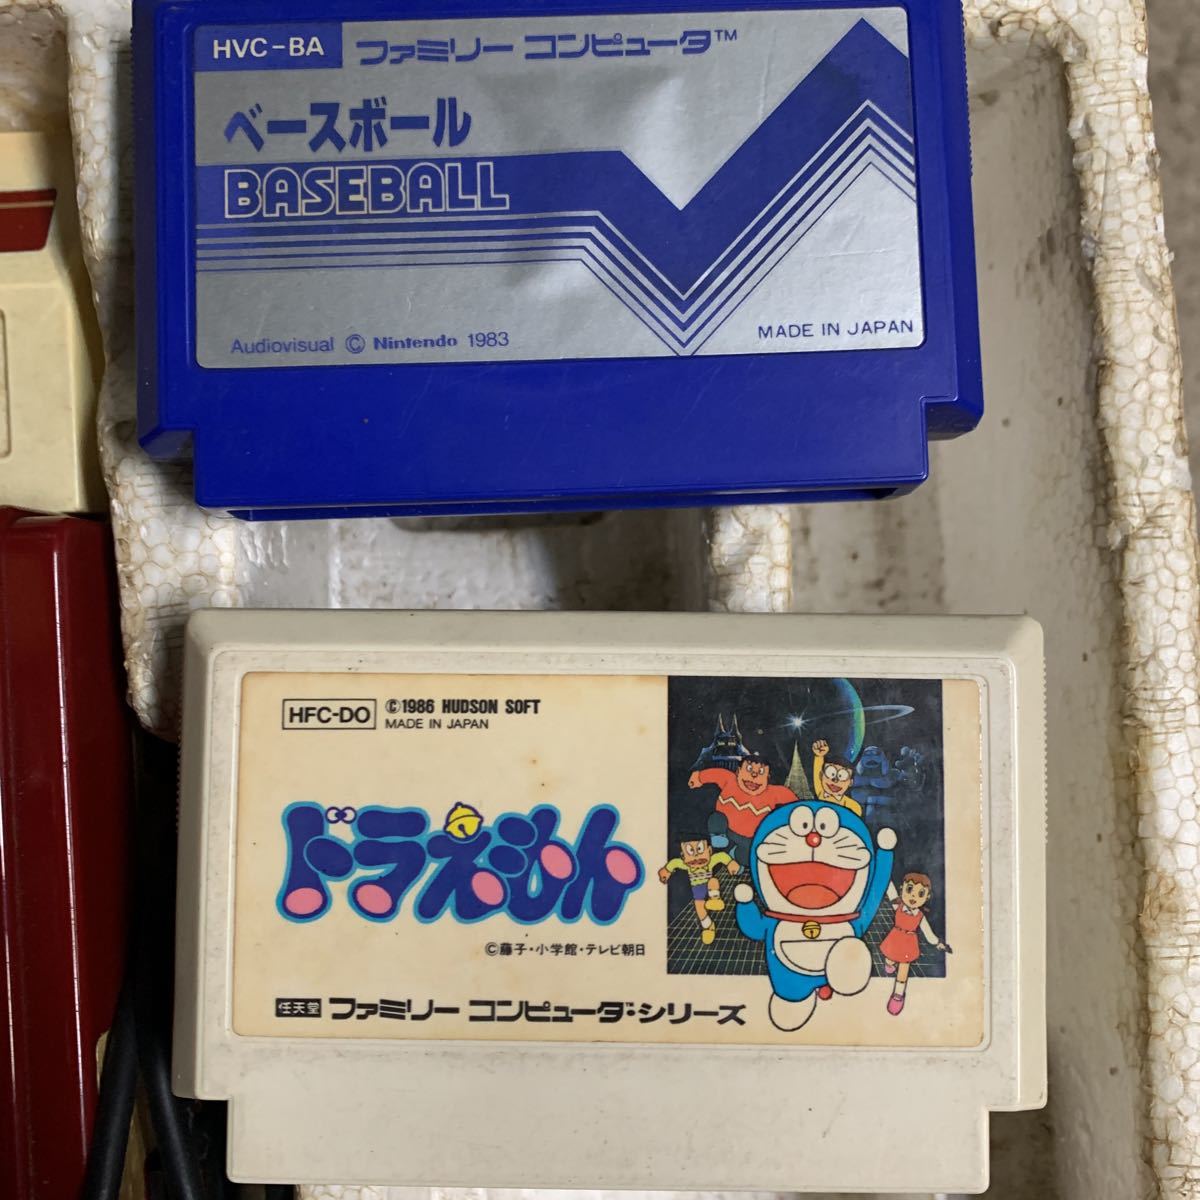 HVC-BA ファミリー コンピュータ™
ベースボール
BASEBALL
Audiovisual © Nintendo 1983
MADE IN JAPAN
HFC-DO ©1986 HUDSON SOFT
MADE IN JAPAN
ドラえもん
©藤子・小学館・テレビ朝日
任天堂 ファミリー コンピュータ™・シリーズ